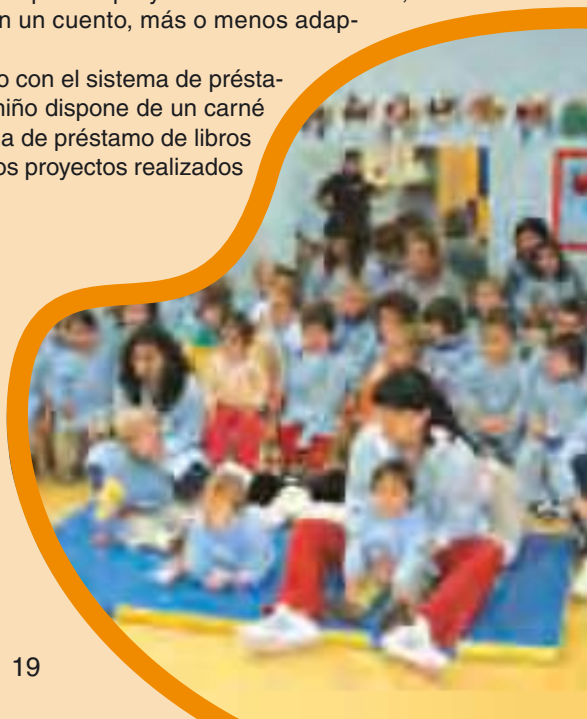 n un cuento, más o menos adap-
o con el sistema de présta-
niño dispone de un carné
a de préstamo de libros
os proyectos realizados
19